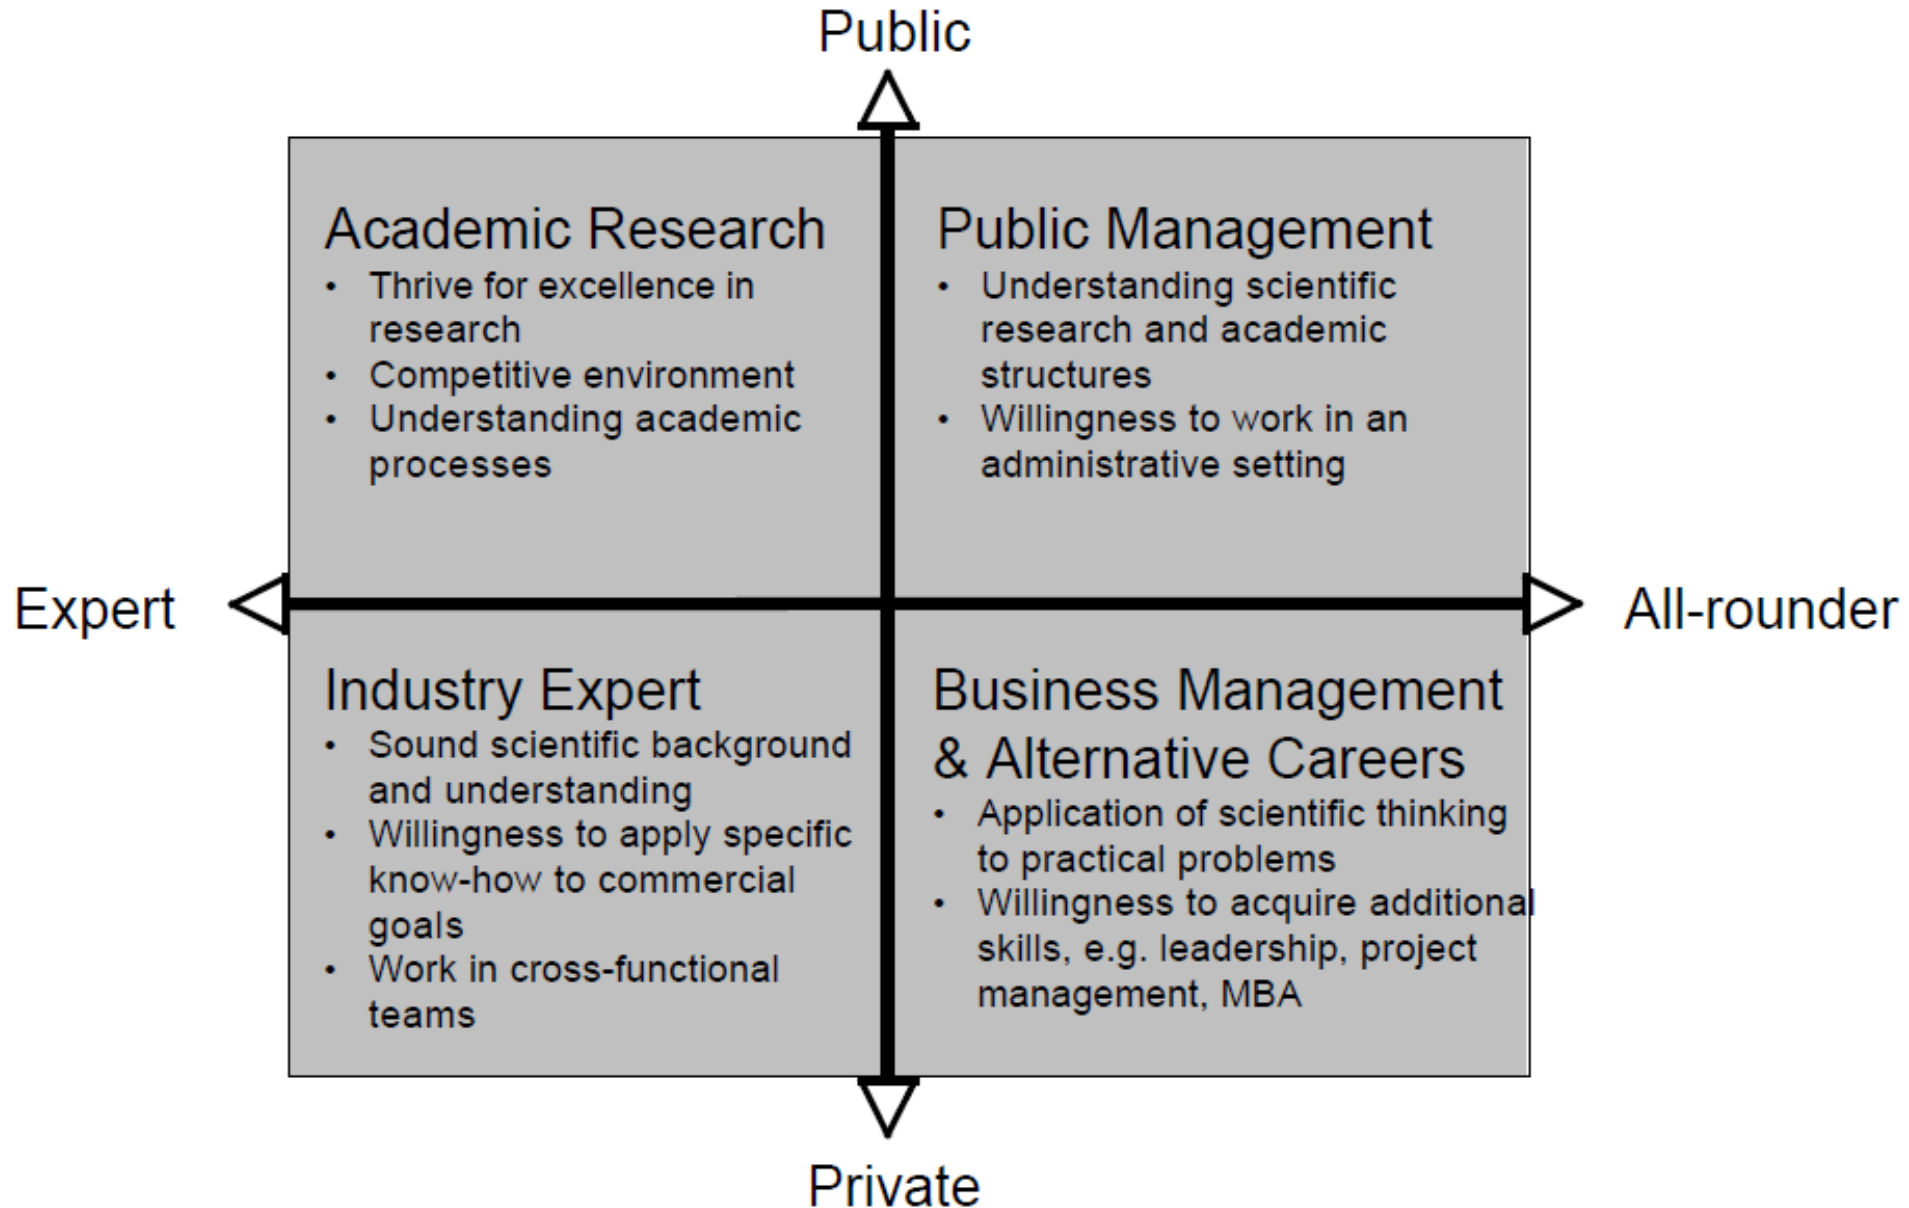 Public
Academic Research
• Thrive for excellence in
research
• Competitive environment
• Understanding academic
processes
Public Management
• Understanding scientific
research and academic
structures
• Willingness to work in an
administrative setting
Expert
All-rounder
Industry Expert
• Sound scientific background
and understanding
• Willingness to apply specific
know-how to commercial
goals
• Work in cross-functional
teams
Business Management
& Alternative Careers
• Application of scientific thinking
to practical problems
• Willingness to acquire additional
skills, e.g. leadership, project
management, MBA
Private